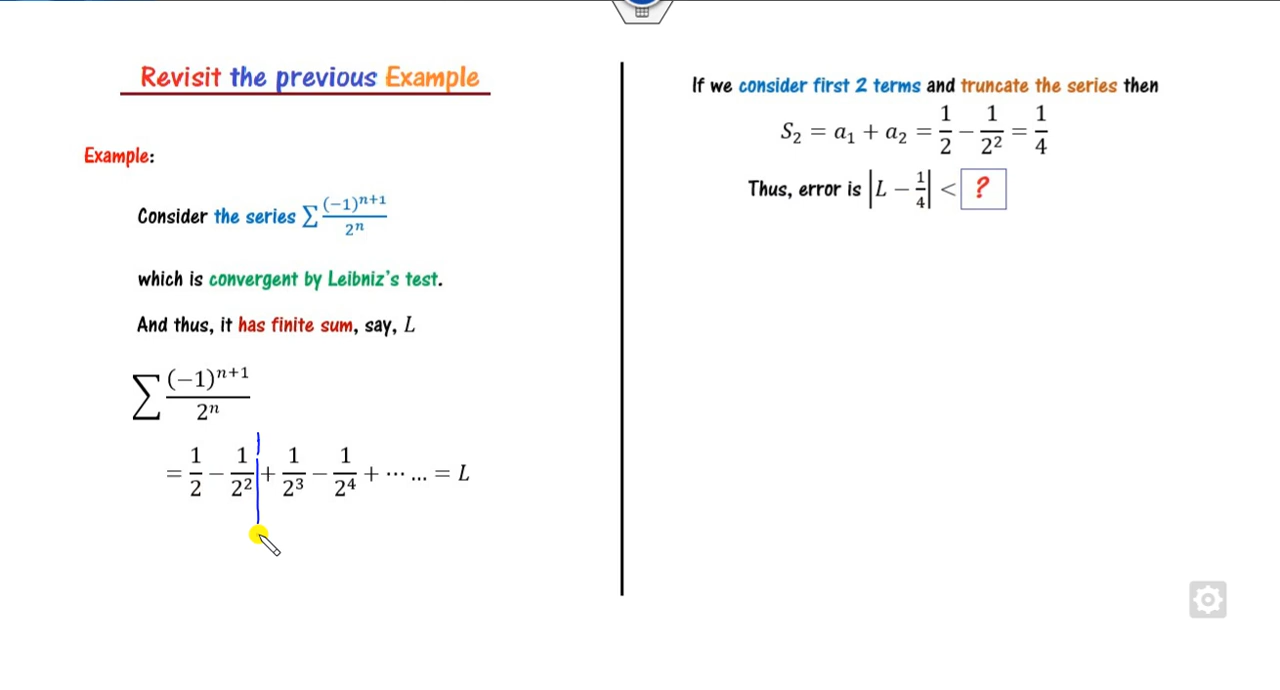 Revisit the previous Example
Example:
Consider the series ∑ (−1)ⁿ⁺¹/2ⁿ
which is convergent by Leibniz's test.
And thus, it has finite sum, say, L
∑ (−1)ⁿ⁺¹/2ⁿ
= 1/2 − 1/2² + 1/2³ − 1/2⁴ + ⋯ ... = L
If we consider first 2 terms and truncate the series then
S₂ = a₁ + a₂ = 1/2 − 1/2² = 1/4
Thus, error is |L − 1/4| < ?